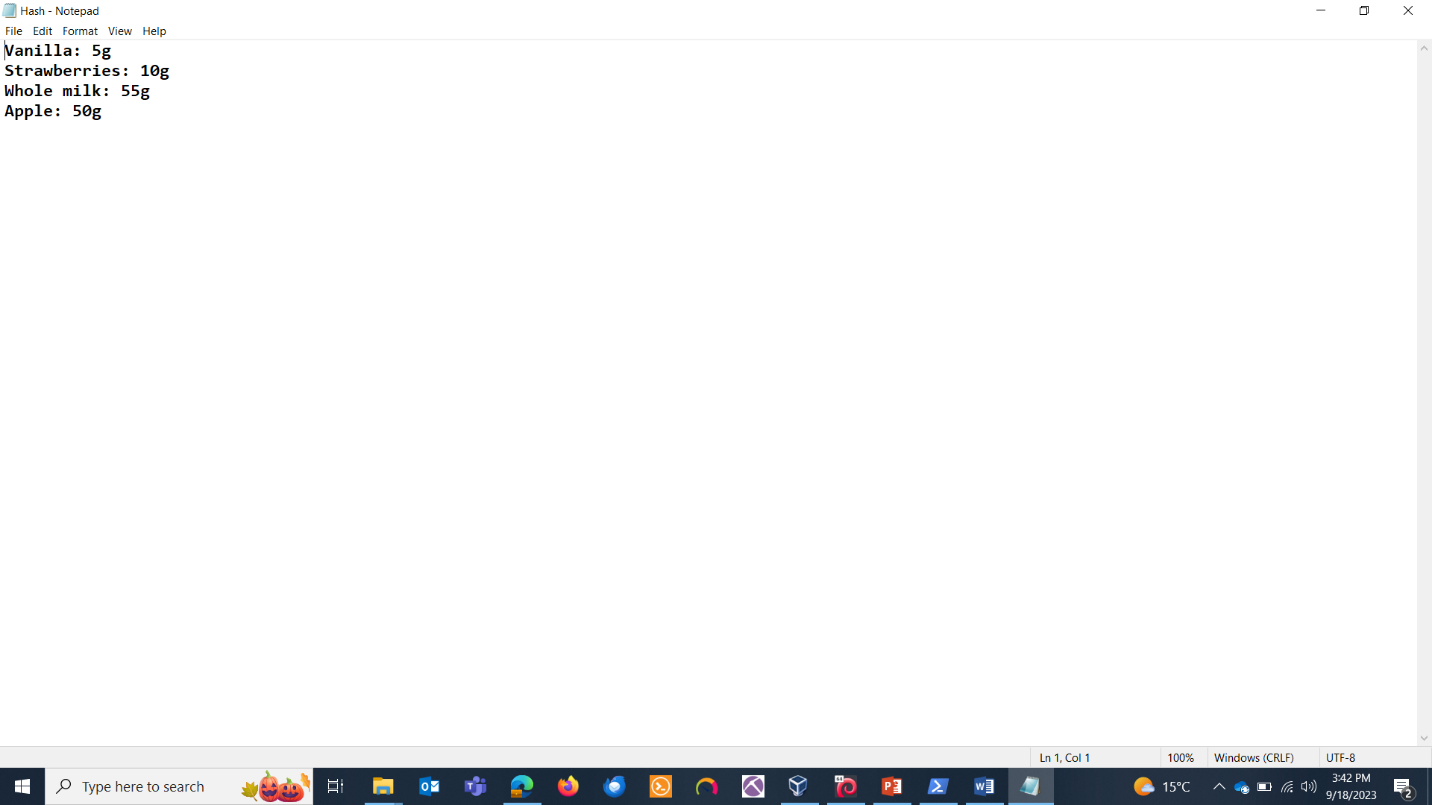 Hash - Notepad
File Edit Format View Help
Vanilla: 5g
Strawberries: 10g
Whole milk: 55g
Apple: 50g
Ln 1, Col 1 100% Windows (CRLF) UTF-8
Type here to search
15°C
3:42 PM
9/18/2023
2